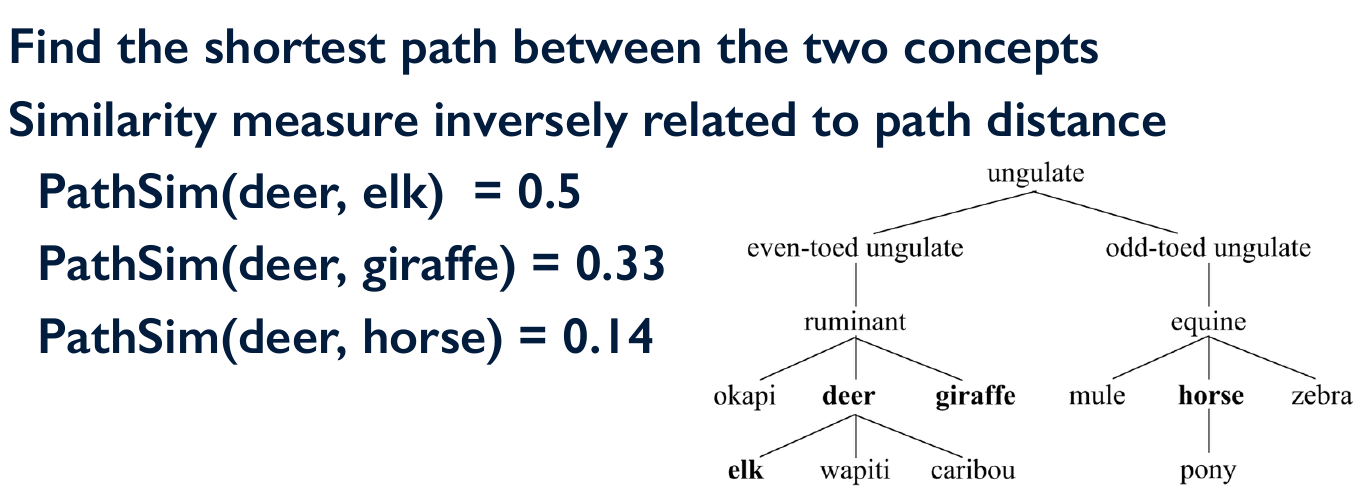 Find the shortest path between the two concepts
Similarity measure inversely related to path distance
PathSim(deer, elk) = 0.5
PathSim(deer, giraffe) = 0.33
PathSim(deer, horse) = 0.14
ungulate
even-toed ungulate odd-toed ungulate
ruminant equine
okapi deer giraffe mule horse zebra
elk wapiti caribou pony